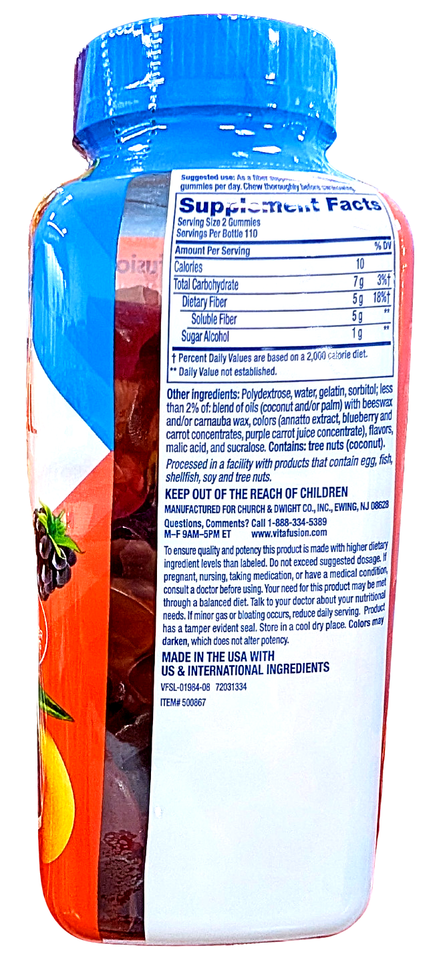 Suggested use: As a fiber
gummies per day. Chew thoroughly before swallowing.
Supplement Facts
Serving Size 2 Gummies
Servings Per Bottle 110
Amount Per Serving % DV
Calories 10
Total Carbohydrate 7 g 3%†
Dietary Fiber 5 g 18%†
Soluble Fiber 5 g **
Sugar Alcohol 1 g **
† Percent Daily Values are based on a 2,000 calorie diet.
** Daily Value not established.
Other ingredients: Polydextrose, water, gelatin, sorbitol; less
than 2% of: blend of oils (coconut and/or palm) with beeswax
and/or carnauba wax, colors (annatto extract, blueberry and
carrot concentrates, purple carrot juice concentrate), flavors,
malic acid, and sucralose. Contains: tree nuts (coconut).
Processed in a facility with products that contain egg, fish,
shellfish, soy and tree nuts.
KEEP OUT OF THE REACH OF CHILDREN
MANUFACTURED FOR CHURCH & DWIGHT CO., INC., EWING, NJ 08628
Questions, Comments? Call 1-888-334-5389
M–F 9AM–5PM ET www.vitafusion.com
To ensure quality and potency this product is made with higher dietary
ingredient levels than labeled. Do not exceed suggested dosage. If
pregnant, nursing, taking medication, or have a medical condition,
consult a doctor before using. Your need for this product may be met
through a balanced diet. Talk to your doctor about your nutritional
needs. If minor gas or bloating occurs, reduce daily serving. Product
has a tamper evident seal. Store in a cool dry place. Colors may
darken, which does not alter potency.
MADE IN THE USA WITH
US & INTERNATIONAL INGREDIENTS
VFSL-01984-08 72031334
ITEM# 500867